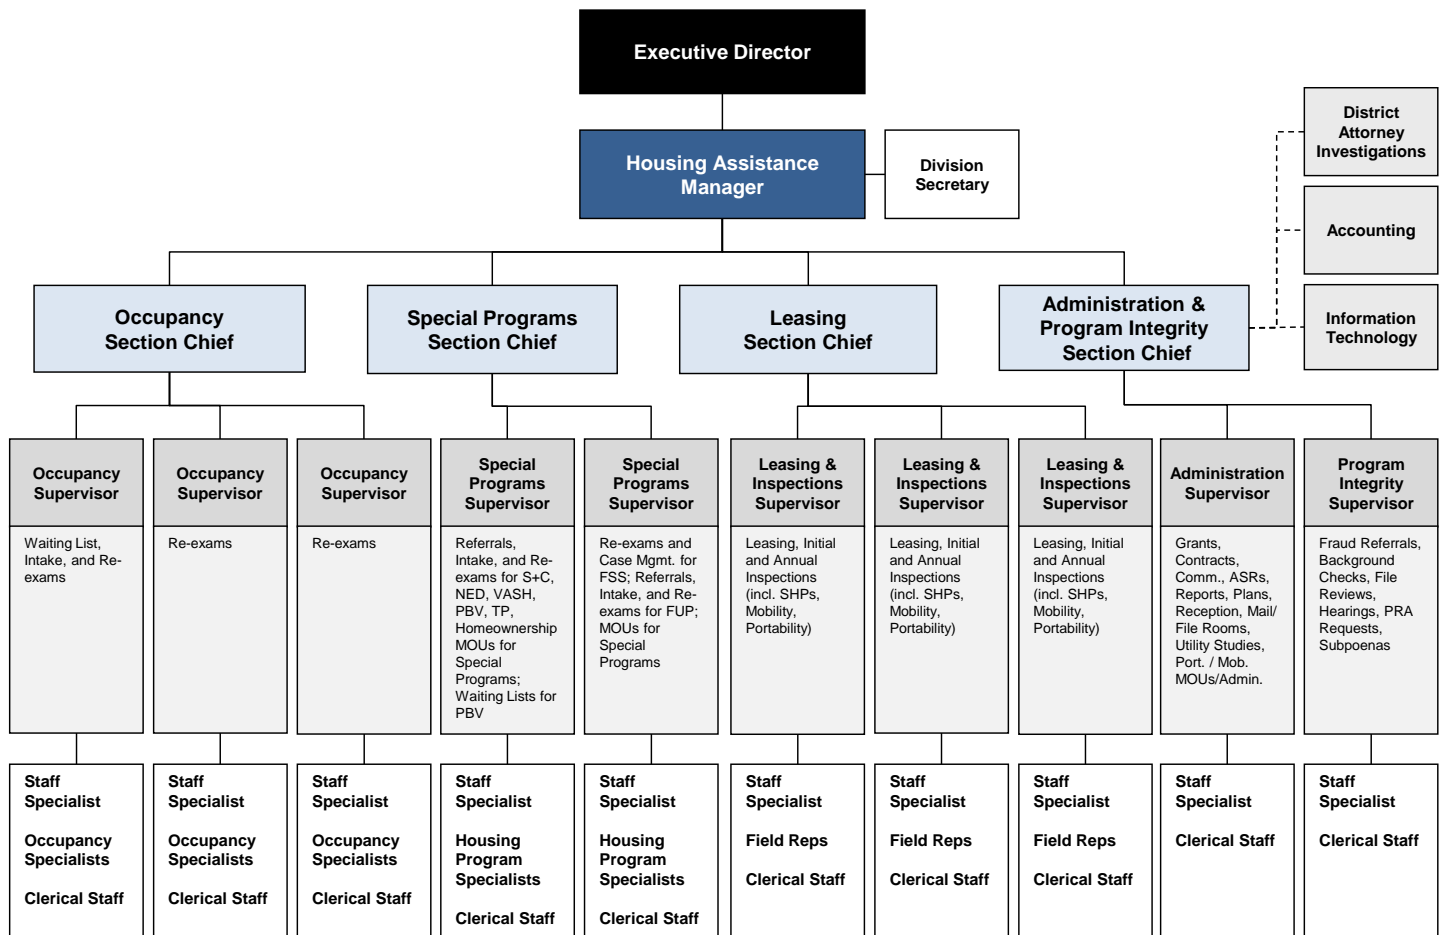 Executive Director
Housing Assistance
Manager
Division
Secretary
District
Attorney
Investigations
Accounting
Information
Technology
Occupancy
Section Chief
Special Programs
Section Chief
Leasing
Section Chief
Administration &
Program Integrity
Section Chief
Occupancy
Supervisor
Waiting List,
Intake, and Re-
exams
Staff
Specialist
Occupancy
Specialists
Clerical Staff
Occupancy
Supervisor
Re-exams
Staff
Specialist
Occupancy
Specialists
Clerical Staff
Occupancy
Supervisor
Re-exams
Staff
Specialist
Occupancy
Specialists
Clerical Staff
Special
Programs
Supervisor
Referrals,
Intake, and Re-
exams for S+C,
NED, VASH,
PBV, TP,
Homeownership
MOUs for
Special
Programs;
Waiting Lists for
PBV
Staff
Specialist
Housing
Program
Specialists
Clerical Staff
Special
Programs
Supervisor
Re-exams and
Case Mgmt. for
FSS; Referrals,
Intake, and Re-
exams for FUP;
MOUs for
Special
Programs
Staff
Specialist
Housing
Program
Specialists
Clerical Staff
Leasing &
Inspections
Supervisor
Leasing, Initial
and Annual
Inspections
(incl. SHPs,
Mobility,
Portability)
Staff
Specialist
Field Reps
Clerical Staff
Leasing &
Inspections
Supervisor
Leasing, Initial
and Annual
Inspections
(incl. SHPs,
Mobility,
Portability)
Staff
Specialist
Field Reps
Clerical Staff
Leasing &
Inspections
Supervisor
Leasing, Initial
and Annual
Inspections
(incl. SHPs,
Mobility,
Portability)
Staff
Specialist
Field Reps
Clerical Staff
Administration
Supervisor
Grants,
Contracts,
Comm., ASRs,
Reports, Plans,
Reception, Mail/
File Rooms,
Utility Studies,
Port. / Mob.
MOUs/Admin.
Staff
Specialist
Clerical Staff
Program
Integrity
Supervisor
Fraud Referrals,
Background
Checks, File
Reviews,
Hearings, PRA
Requests,
Subpoenas
Staff
Specialist
Clerical Staff